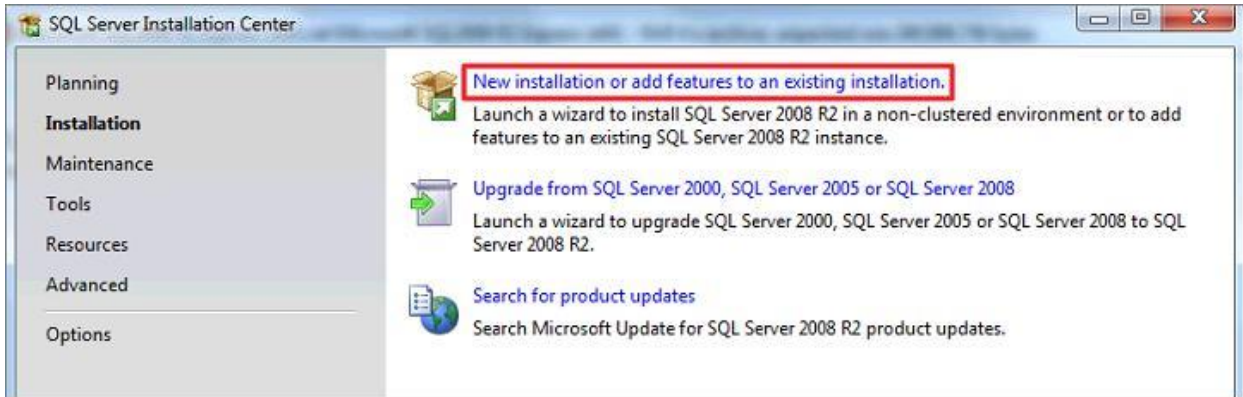 SQL Server Installation Center
Planning
Installation
Maintenance
Tools
Resources
Advanced
Options
New installation or add features to an existing installation.
Launch a wizard to install SQL Server 2008 R2 in a non-clustered environment or to add
features to an existing SQL Server 2008 R2 instance.
Upgrade from SQL Server 2000, SQL Server 2005 or SQL Server 2008
Launch a wizard to upgrade SQL Server 2000, SQL Server 2005 or SQL Server 2008 to SQL
Server 2008 R2.
Search for product updates
Search Microsoft Update for SQL Server 2008 R2 product updates.